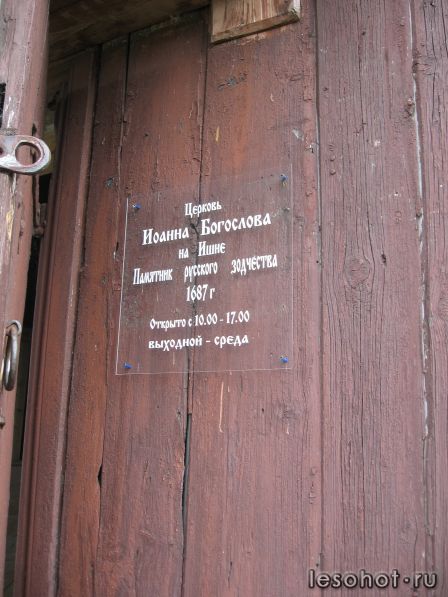 Церковь
Иоанна Богослова
на Ишне
Памятник русского зодчества
1687 г
Открыто с 10.00 - 17.00
выходной - среда
lesohot.ru